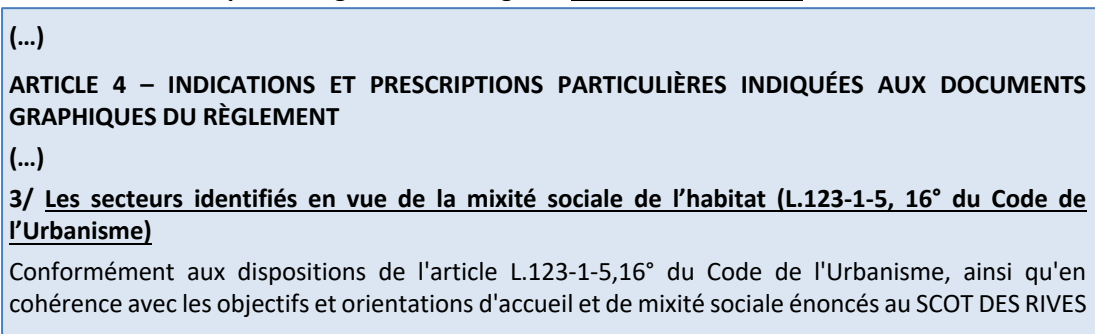 (…)
ARTICLE 4 – INDICATIONS ET PRESCRIPTIONS PARTICULIÈRES INDIQUÉES AUX DOCUMENTS
GRAPHIQUES DU RÈGLEMENT
(…)
3/ Les secteurs identifiés en vue de la mixité sociale de l’habitat (L.123-1-5, 16° du Code de
l’Urbanisme)
Conformément aux dispositions de l'article L.123-1-5,16° du Code de l'Urbanisme, ainsi qu'en
cohérence avec les objectifs et orientations d'accueil et de mixité sociale énoncés au SCOT DES RIVES